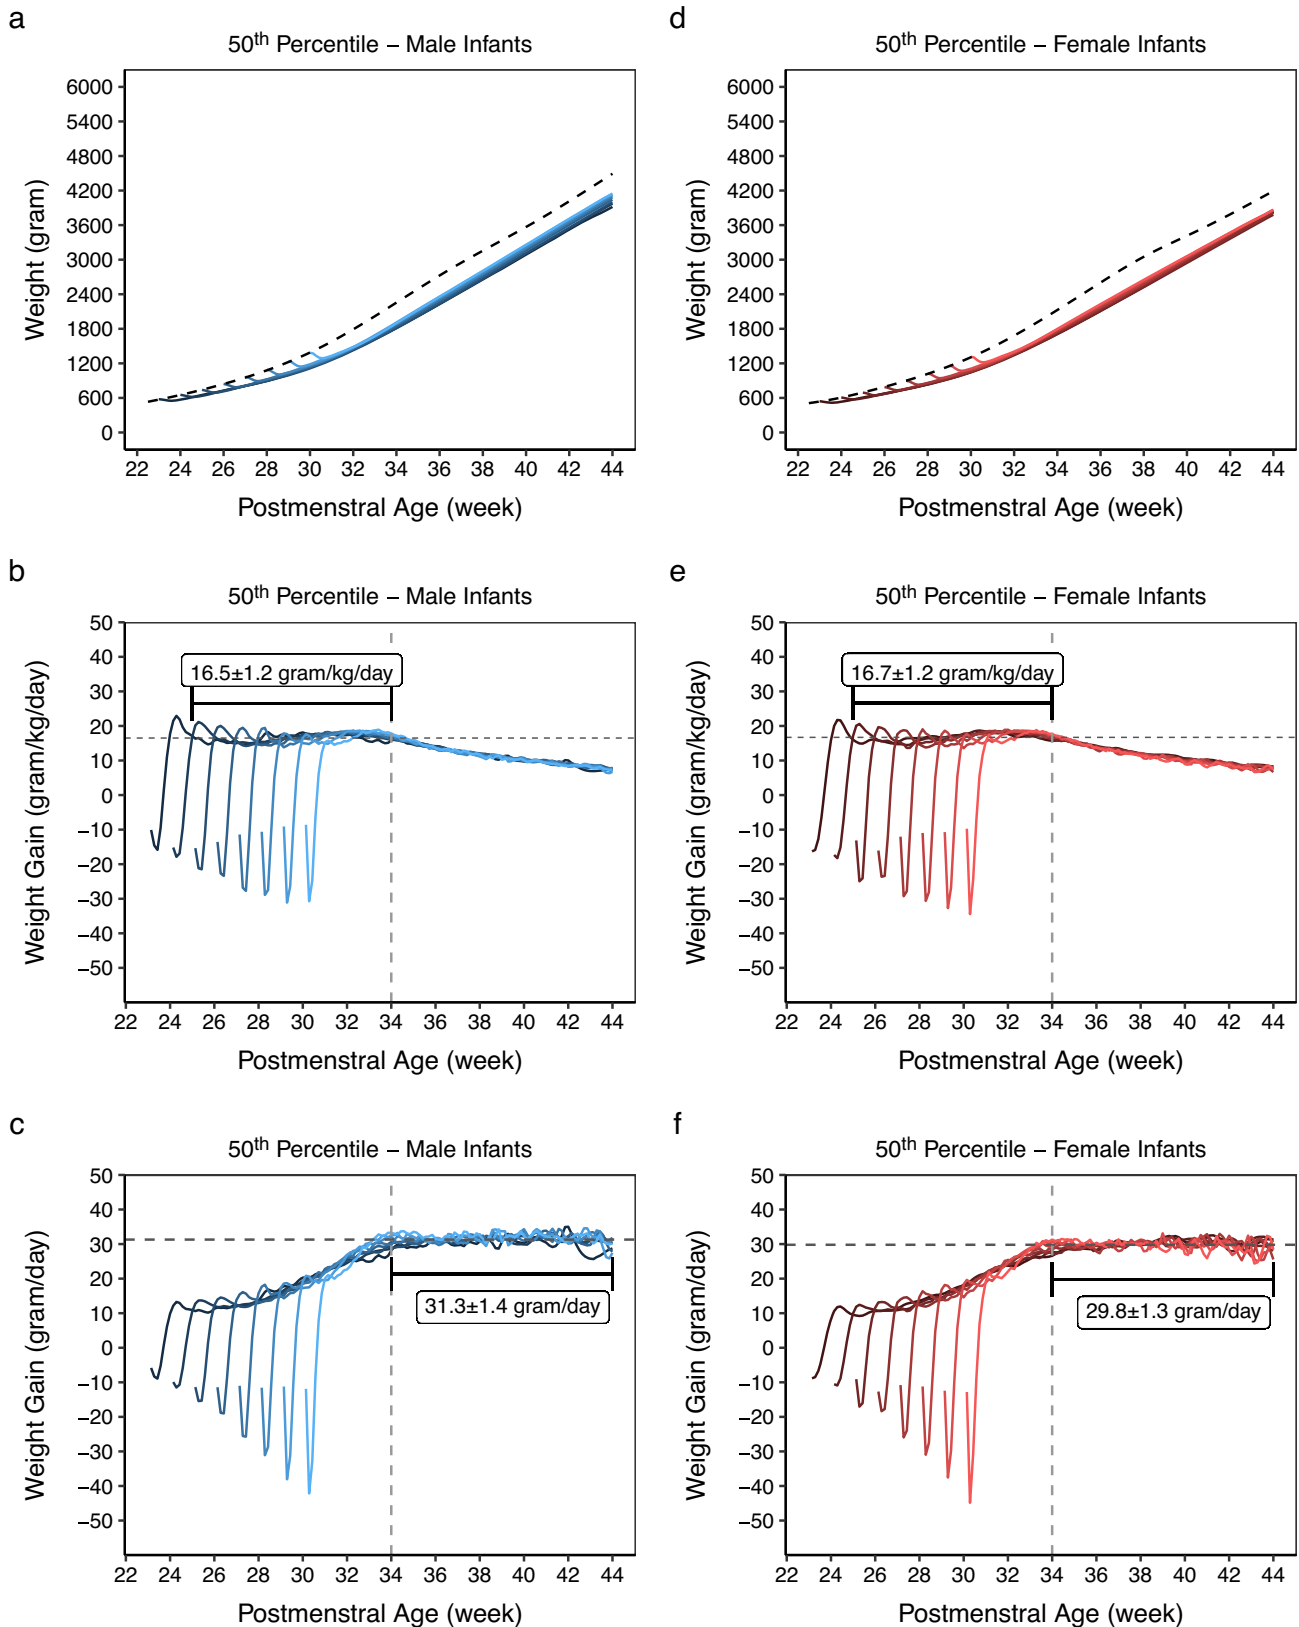 a
50th Percentile – Male Infants
6000
5400
4800
4200
3600
3000
2400
1800
1200
600
0
Weight (gram)
22 24 26 28 30 32 34 36 38 40 42 44
Postmenstral Age (week)
d
50th Percentile – Female Infants
6000
5400
4800
4200
3600
3000
2400
1800
1200
600
0
Weight (gram)
22 24 26 28 30 32 34 36 38 40 42 44
Postmenstral Age (week)
b
50th Percentile – Male Infants
50
40
30
20
10
0
−10
−20
−30
−40
−50
Weight Gain (gram/kg/day)
16.5±1.2 gram/kg/day
22 24 26 28 30 32 34 36 38 40 42 44
Postmenstral Age (week)
e
50th Percentile – Female Infants
50
40
30
20
10
0
−10
−20
−30
−40
−50
Weight Gain (gram/kg/day)
16.7±1.2 gram/kg/day
22 24 26 28 30 32 34 36 38 40 42 44
Postmenstral Age (week)
c
50th Percentile – Male Infants
50
40
30
20
10
0
−10
−20
−30
−40
−50
Weight Gain (gram/day)
31.3±1.4 gram/day
22 24 26 28 30 32 34 36 38 40 42 44
Postmenstral Age (week)
f
50th Percentile – Female Infants
50
40
30
20
10
0
−10
−20
−30
−40
−50
Weight Gain (gram/day)
29.8±1.3 gram/day
22 24 26 28 30 32 34 36 38 40 42 44
Postmenstral Age (week)